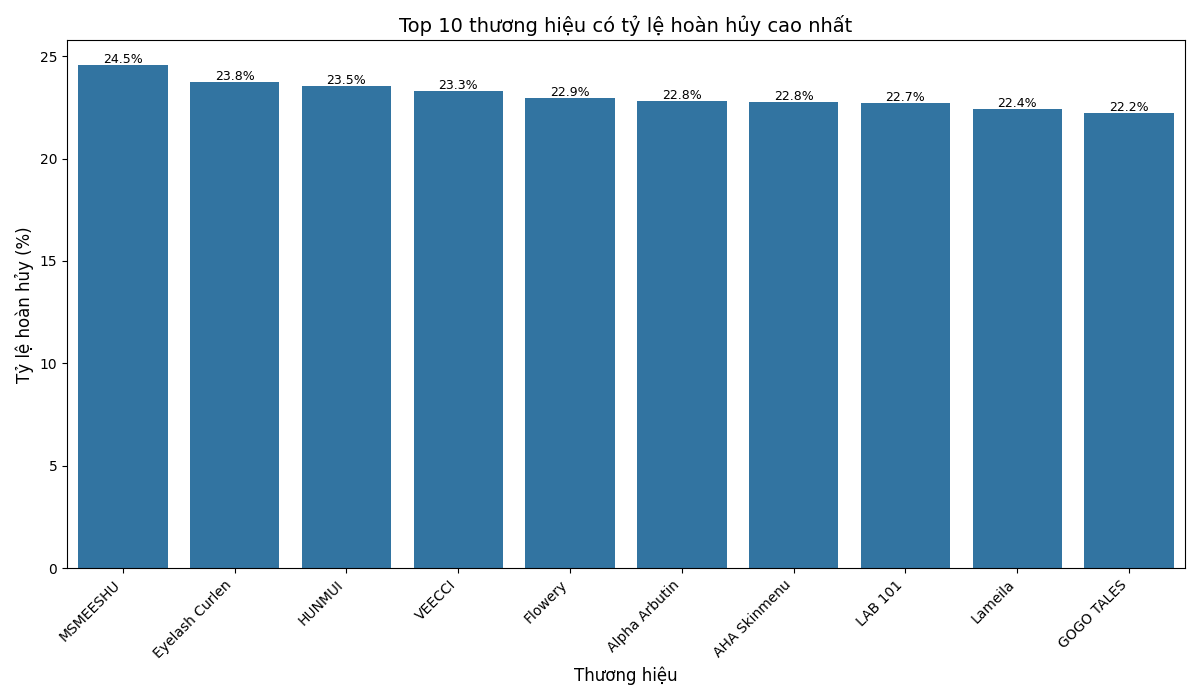 Top 10 thương hiệu có tỷ lệ hoàn hủy cao nhất
Tỷ lệ hoàn hủy (%)
25
20
15
10
5
0
24.5%
23.8%
23.5%
23.3%
22.9%
22.8%
22.8%
22.7%
22.4%
22.2%
MSMEESHU
Eyelash Curlen
HUNMUI
VEECCI
Flowery
Alpha Arbutin
AHA Skinmenu
LAB 101
Lameila
GOGO TALES
Thương hiệu